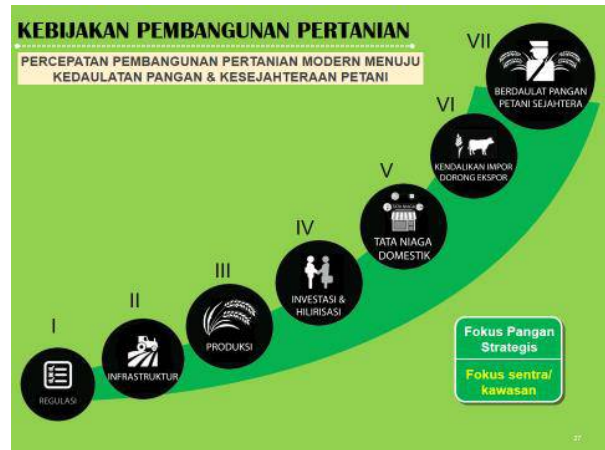 KEBIJAKAN PEMBANGUNAN PERTANIAN
PERCEPATAN PEMBANGUNAN PERTANIAN MODERN MENUJU
KEDAULATAN PANGAN & KESEJAHTERAAN PETANI
I
REGULASI
II
INFRASTRUKTUR
III
PRODUKSI
IV
INVESTASI &
HILIRISASI
V
TATA NIAGA
TATA NIAGA
DOMESTIK
VI
KENDALIKAN IMPOR
DORONG EKSPOR
VII
BERDAULAT PANGAN
PETANI SEJAHTERA
Fokus Pangan
Strategis
Fokus sentra/
kawasan
27